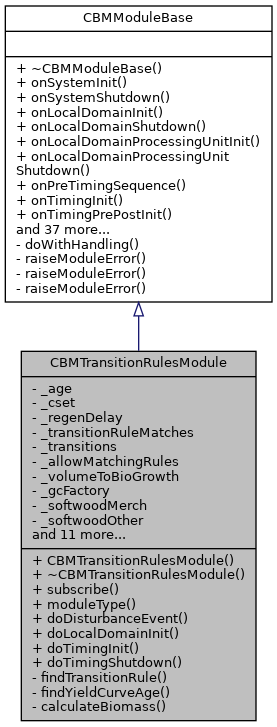 CBMModuleBase
+ ~CBMModuleBase()
+ onSystemInit()
+ onSystemShutdown()
+ onLocalDomainInit()
+ onLocalDomainShutdown()
+ onLocalDomainProcessingUnitInit()
+ onLocalDomainProcessingUnit
Shutdown()
+ onPreTimingSequence()
+ onTimingInit()
+ onTimingPrePostInit()
and 37 more...
- doWithHandling()
- raiseModuleError()
- raiseModuleError()
- raiseModuleError()
CBMTransitionRulesModule
- _age
- _cset
- _regenDelay
- _transitionRuleMatches
- _transitions
- _allowMatchingRules
- _volumeToBioGrowth
- _gcFactory
- _softwoodMerch
- _softwoodOther
and 11 more...
+ CBMTransitionRulesModule()
+ ~CBMTransitionRulesModule()
+ subscribe()
+ moduleType()
+ doDisturbanceEvent()
+ doLocalDomainInit()
+ doTimingInit()
+ doTimingShutdown()
- findTransitionRule()
- findYieldCurveAge()
- calculateBiomass()